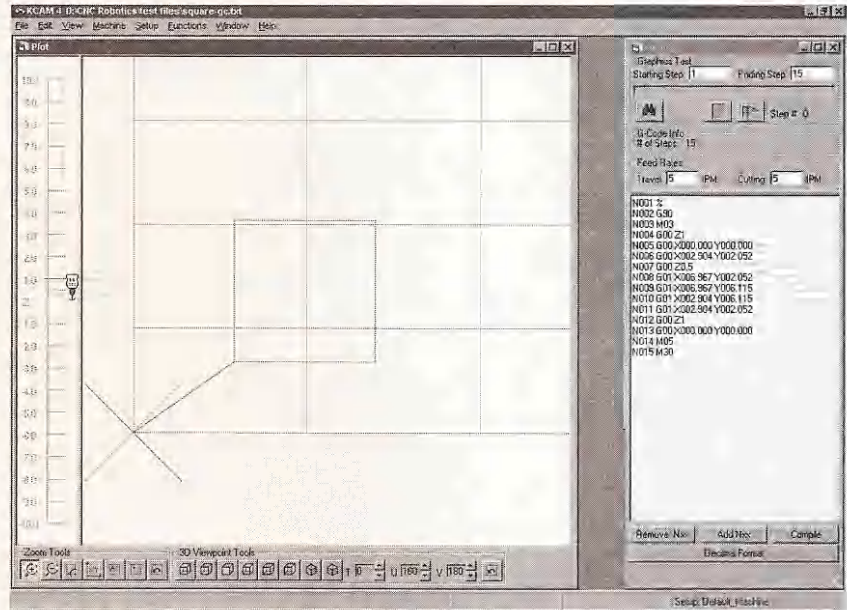 KCAM 4 D:\CNC Robotics\test files\square-gc.txt
File Edit View Machine Setup Functions Window Help
Plot
Graphics Test
Starting Step 1 Ending Step 15
Step # 0
G-Code Info
# of Steps 15
Feed Rates
Travel 5 IPM Cutting 5 IPM
N001 %
N002 G90
N003 M03
N004 G00 Z1
N005 G00 X000.000 Y000.000
N006 G00 X002.904 Y002.052
N007 G00 Z0.5
N008 G01 X006.967 Y002.052
N009 G01 X006.967 Y006.115
N010 G01 X002.904 Y006.115
N011 G01 X002.904 Y002.052
N012 G00 Z1
N013 G00 X000.000 Y000.000
N014 M05
N015 M30
Remove Nxx Add Nxx Compile
Decimal Format
Zoom Tools
3D Viewpoint Tools
T 0 U 180 V 180
Setup: Default_Machine